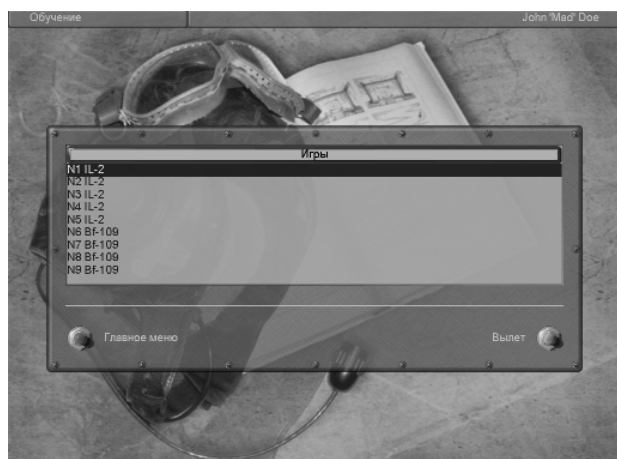 Обучение
John "Mad" Doe
Игры
N1 IL-2
N2 IL-2
N3 IL-2
N4 IL-2
N5 IL-2
N6 Bf-109
N7 Bf-109
N8 Bf-109
N9 Bf-109
Главное меню
Вылет